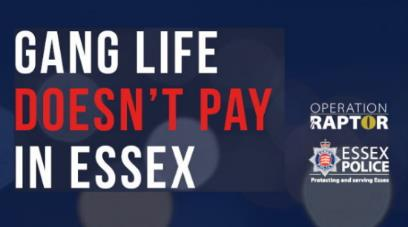 GANG LIFE
DOESN'T PAY
IN ESSEX
OPERATION
RAPTOR
ESSEX
POLICE
Protecting and serving Essex